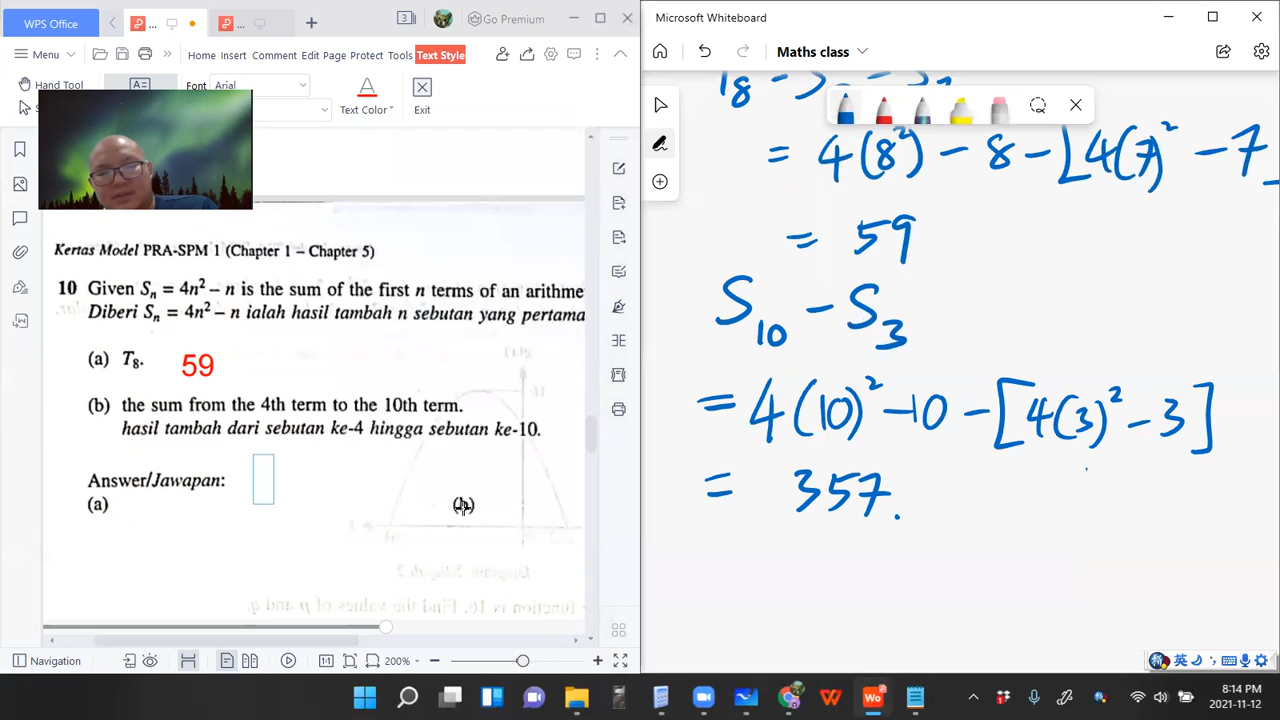 WPS Office
...
...
3
Go Premium
Menu
Home Insert Comment Edit Page Protect Tools Text Style
Hand Tool
Font Arial
Text Color
Exit
Kertas Model PRA-SPM 1 (Chapter 1 – Chapter 5)
10 Given Sₙ = 4n² – n is the sum of the first n terms of an arithme
Diberi Sₙ = 4n² – n ialah hasil tambah n sebutan yang pertama
(a) T₈. 59
(b) the sum from the 4th term to the 10th term.
hasil tambah dari sebutan ke-4 hingga sebutan ke-10.
Answer/Jawapan:
(a)
Navigation
1:1
200%
Microsoft Whiteboard
Maths class
= 4(8²) – 8 – [4(7)² – 7
= 59
S₁₀ – S₃
= 4(10)² – 10 – [4(3)² – 3]
= 357.
英
W
Wo
8:14 PM
2021-11-12